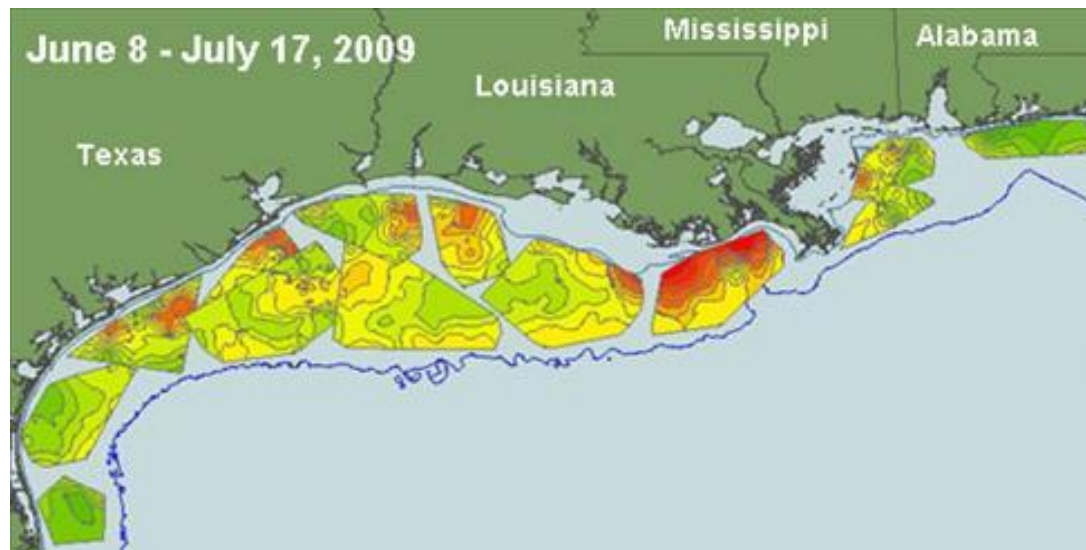 June 8 - July 17, 2009
Mississippi
Alabama
Louisiana
Texas